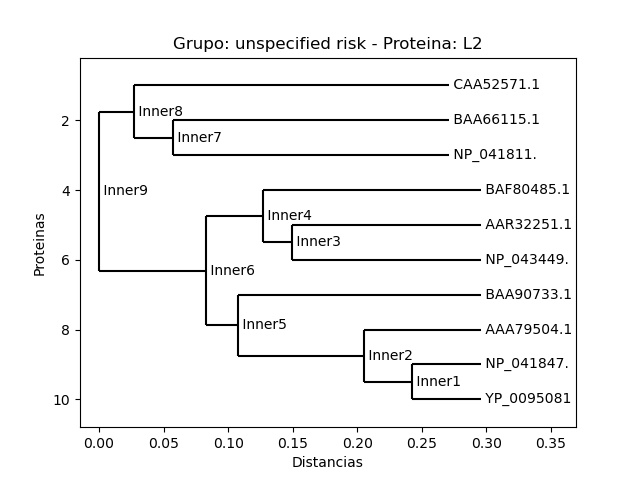 Grupo: unspecified risk - Proteina: L2
CAA52571.1
Inner8
2
BAA66115.1
Inner7
NP_041811.
4
Inner9
BAF80485.1
Inner4
AAR32251.1
Proteinas
Inner3
6
NP_043449.
Inner6
BAA90733.1
Inner5
8
AAA79504.1
Inner2
NP_041847.
Inner1
10
YP_0095081
0.00 0.05 0.10 0.15 0.20 0.25 0.30 0.35
Distancias